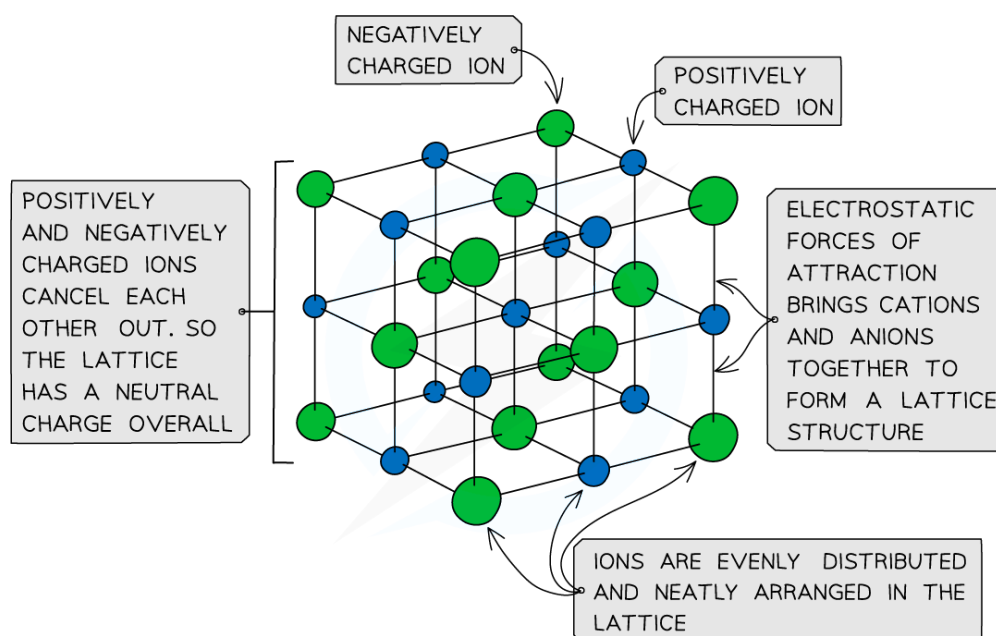 NEGATIVELY
CHARGED ION
POSITIVELY
CHARGED ION
POSITIVELY
AND NEGATIVELY
CHARGED IONS
CANCEL EACH
OTHER OUT. SO
THE LATTICE
HAS A NEUTRAL
CHARGE OVERALL
ELECTROSTATIC
FORCES OF
ATTRACTION
BRINGS CATIONS
AND ANIONS
TOGETHER TO
FORM A LATTICE
STRUCTURE
IONS ARE EVENLY DISTRIBUTED
AND NEATLY ARRANGED IN THE
LATTICE